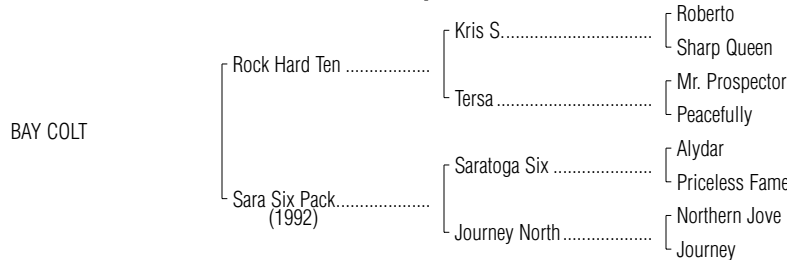 Roberto
Kris S.
Sharp Queen
Rock Hard Ten
Mr. Prospector
Tersa
Peacefully
BAY COLT
Alydar
Saratoga Six
Priceless Fame
Sara Six Pack
(1992)
Northern Jove
Journey North
Journey